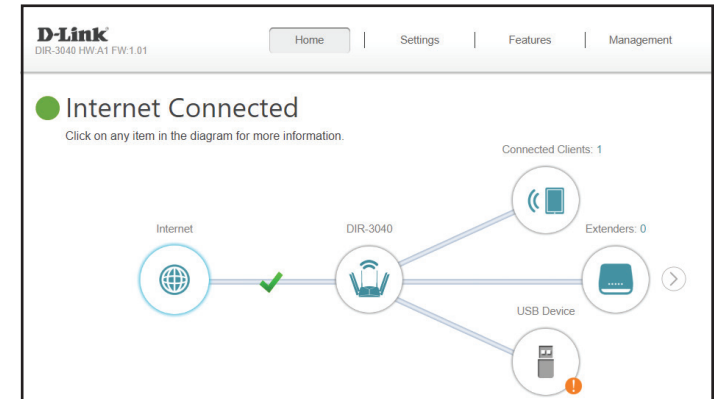 D-Link
DIR-3040 HW:A1 FW:1.01
Home
Settings
Features
Management
Internet Connected
Click on any item in the diagram for more information.
Connected Clients: 1
Internet
DIR-3040
Extenders: 0
USB Device